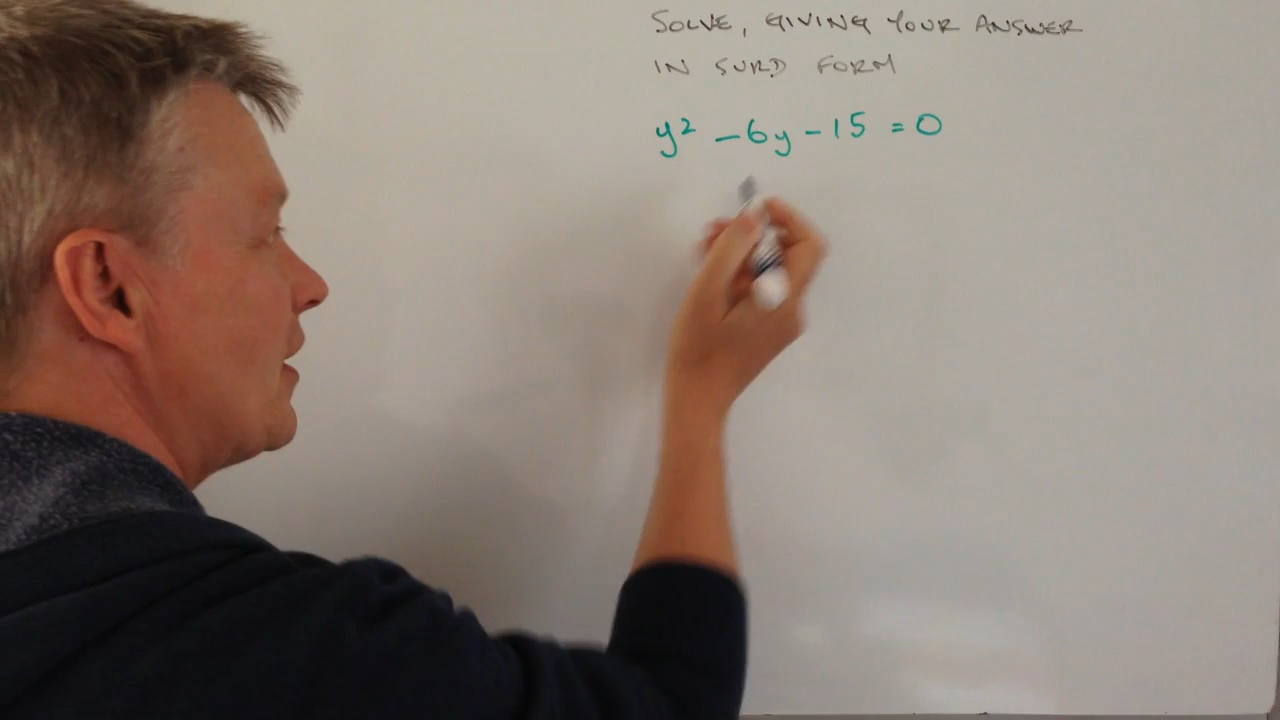 SOLVE, GIVING YOUR ANSWER
IN SURD FORM
y² - 6y - 15 = 0